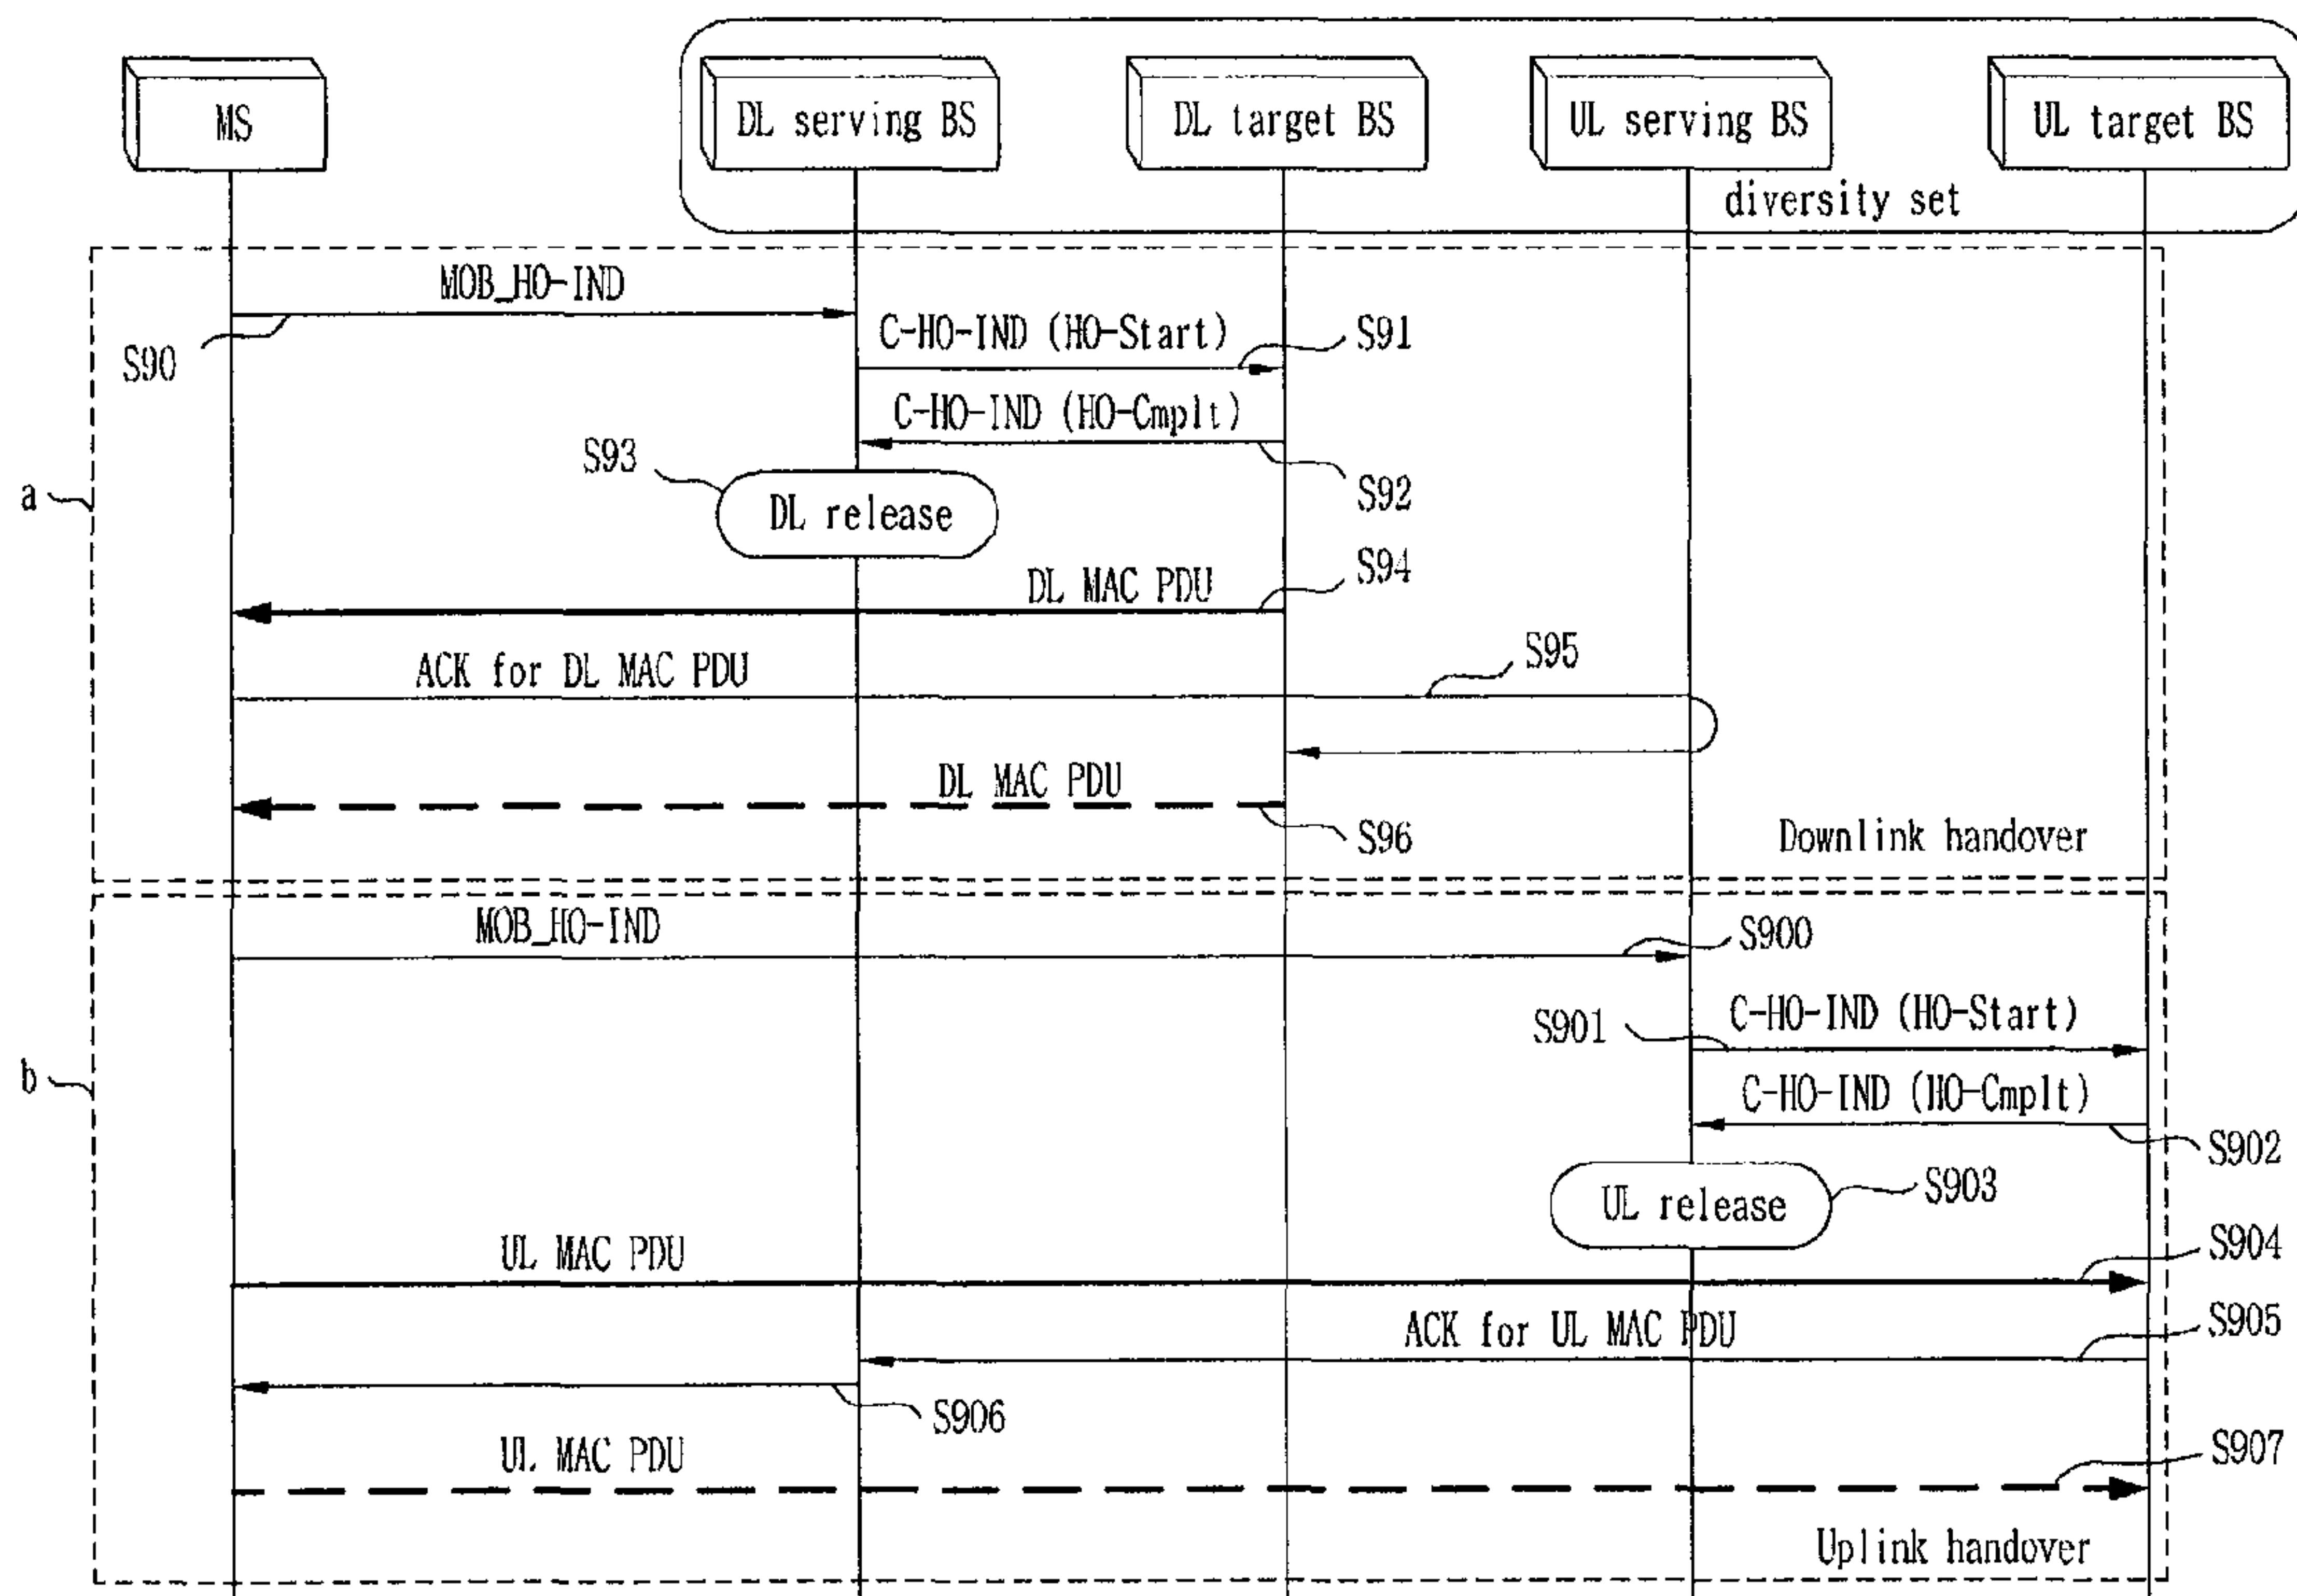 MS
DL serving BS
DL target BS
UL serving BS
UL target BS
diversity set
MOB_HO-IND
S90
C-HO-IND (HO-Start)
S91
C-HO-IND (HO-Cmplt)
S92
S93
a
DL release
S94
DL MAC PDU
ACK for DL MAC PDU
S95
DL MAC PDU
S96
Downlink handover
MOB_HO-IND
S900
S901
C-HO-IND (HO-Start)
b
C-HO-IND (HO-Cmplt)
S902
UL release
S903
UL MAC PDU
S904
ACK for UL MAC PDU
S905
S906
UL MAC PDU
S907
Uplink handover